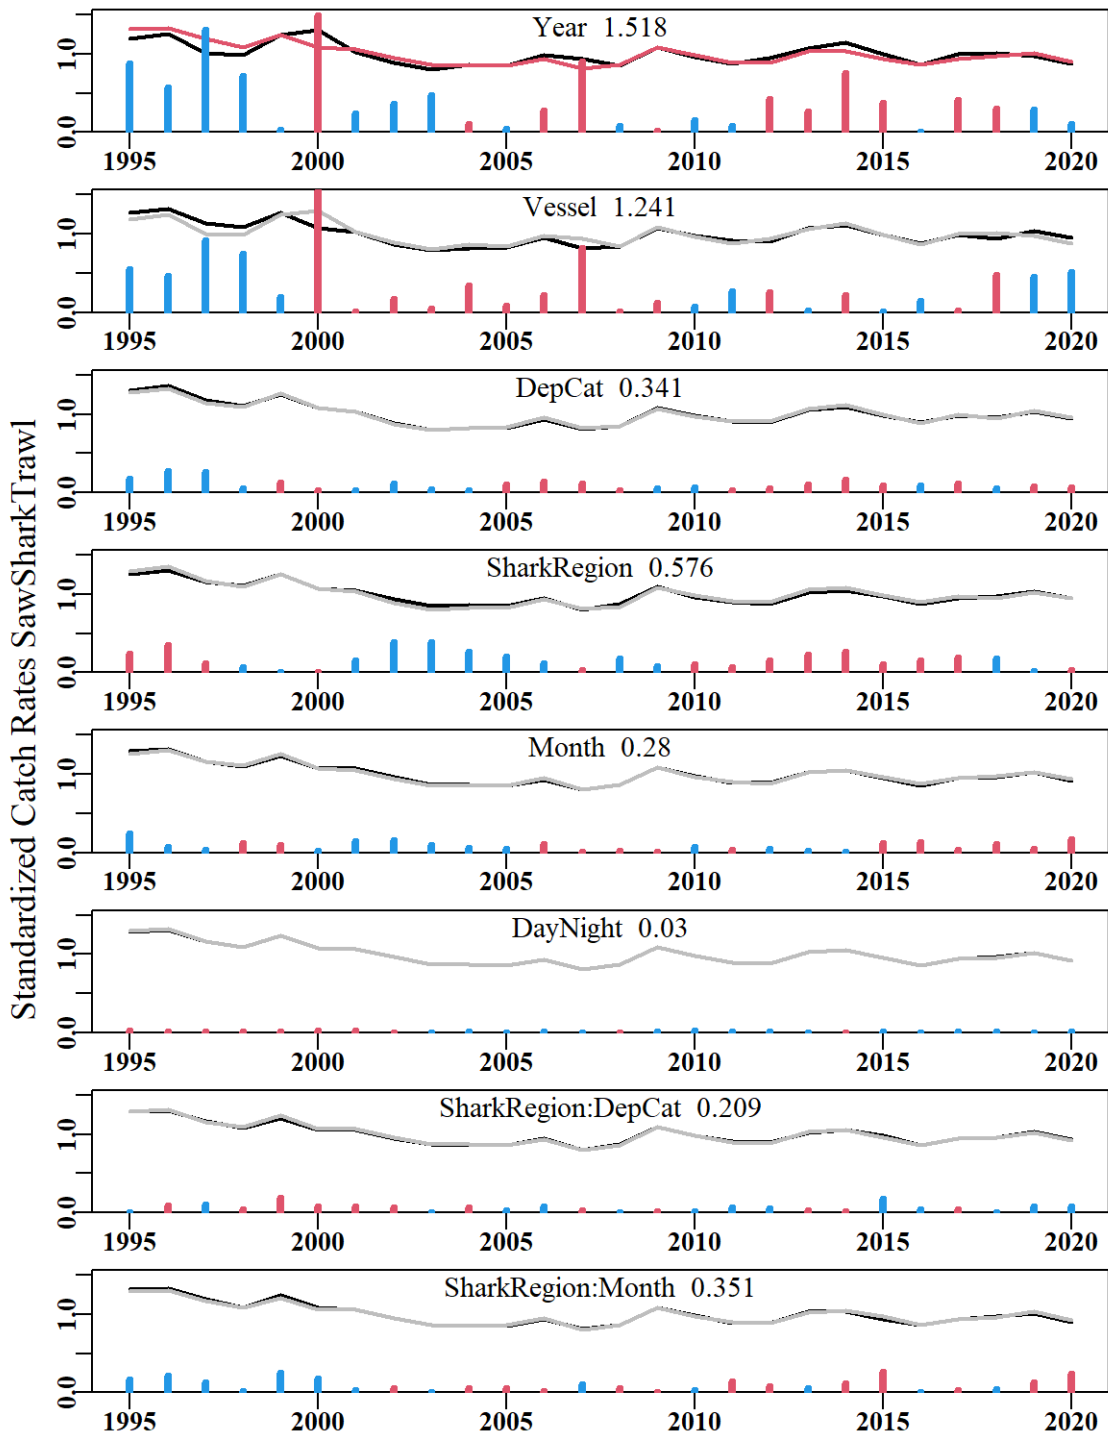 Standardized Catch Rates SawSharkTrawl
Year 1.518
1.0
0.0
1995 2000 2005 2010 2015 2020
Vessel 1.241
1.0
0.0
1995 2000 2005 2010 2015 2020
DepCat 0.341
1.0
0.0
1995 2000 2005 2010 2015 2020
SharkRegion 0.576
1.0
0.0
1995 2000 2005 2010 2015 2020
Month 0.28
1.0
0.0
1995 2000 2005 2010 2015 2020
DayNight 0.03
1.0
0.0
1995 2000 2005 2010 2015 2020
SharkRegion:DepCat 0.209
1.0
0.0
1995 2000 2005 2010 2015 2020
SharkRegion:Month 0.351
1.0
0.0
1995 2000 2005 2010 2015 2020